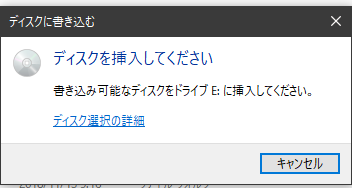 ディスクに書き込む
ディスクを挿入してください
書き込み可能なディスクをドライブ E: に挿入してください。
ディスク選択の詳細
キャンセル